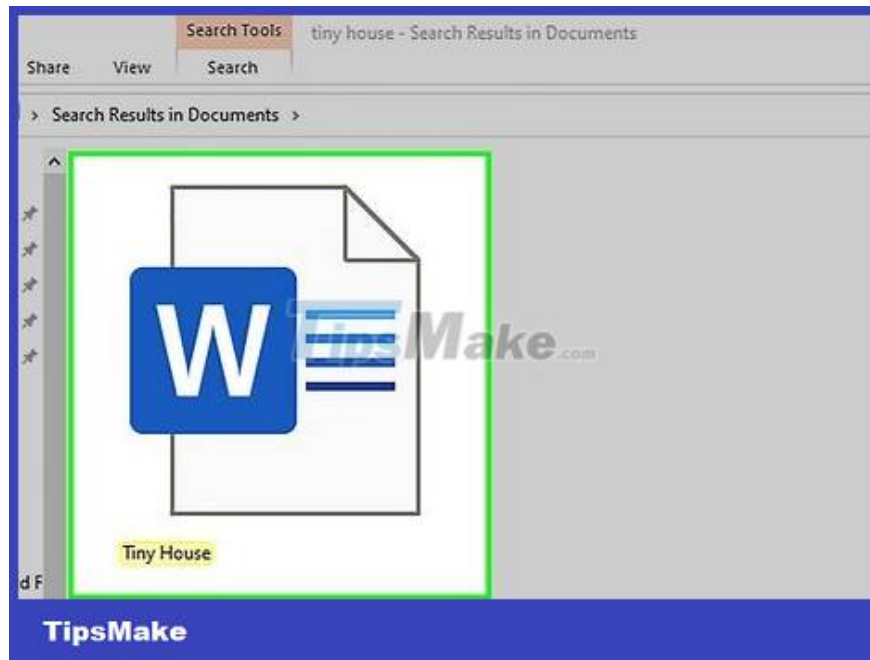 Search Tools
tiny house - Search Results in Documents
Share View Search
> Search Results in Documents >
W
TipsMake.com
Tiny House
d F
TipsMake